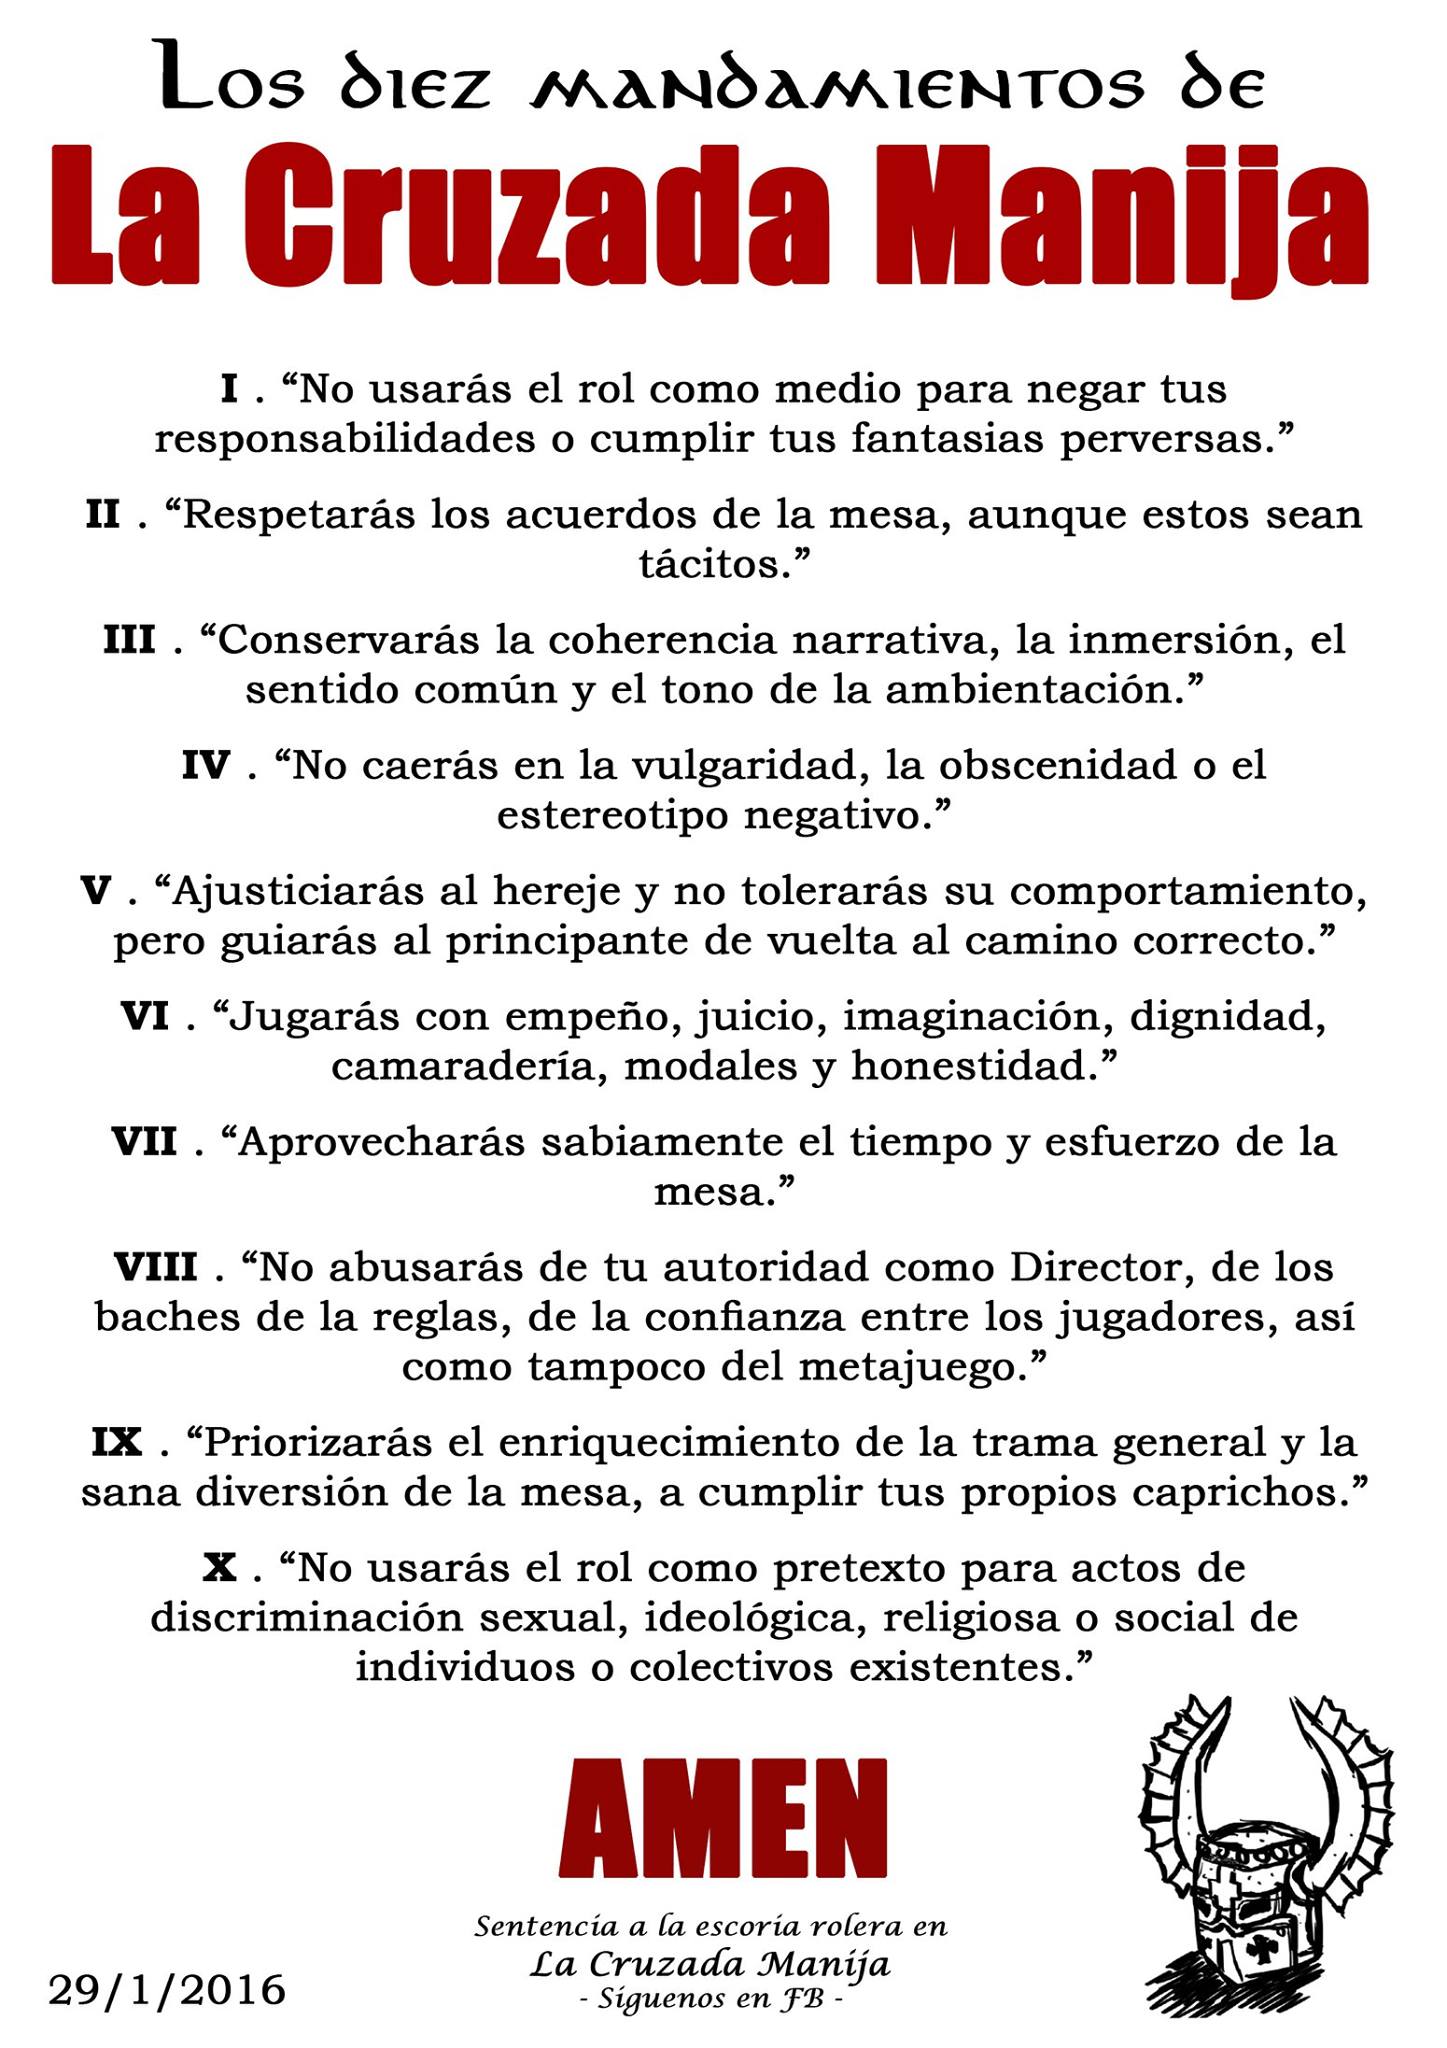 Los diez mandamientos de
La Cruzada Manija
I . “No usarás el rol como medio para negar tus
responsabilidades o cumplir tus fantasias perversas.”
II . “Respetarás los acuerdos de la mesa, aunque estos sean
tácitos.”
III . “Conservarás la coherencia narrativa, la inmersión, el
sentido común y el tono de la ambientación.”
IV . “No caerás en la vulgaridad, la obscenidad o el
estereotipo negativo.”
V . “Ajusticiarás al hereje y no tolerarás su comportamiento,
pero guiarás al principante de vuelta al camino correcto.”
VI . “Jugarás con empeño, juicio, imaginación, dignidad,
camaradería, modales y honestidad.”
VII . “Aprovecharás sabiamente el tiempo y esfuerzo de la
mesa.”
VIII . “No abusarás de tu autoridad como Director, de los
baches de la reglas, de la confianza entre los jugadores, así
como tampoco del metajuego.”
IX . “Priorizarás el enriquecimiento de la trama general y la
sana diversión de la mesa, a cumplir tus propios caprichos.”
X . “No usarás el rol como pretexto para actos de
discriminación sexual, ideológica, religiosa o social de
individuos o colectivos existentes.”
AMEN
Sentencia a la escoria rolera en
La Cruzada Manija
- Síguenos en FB -
29/1/2016